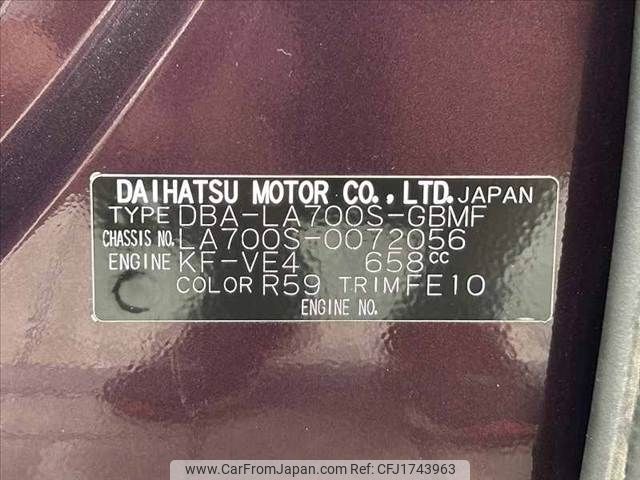 DAIHATSU MOTOR CO., LTD. JAPAN
TYPE DBA-LA700S-GBMF
CHASSIS NO. LA700S-0072056
ENGINE KF-VE4 658CC
COLOR R59 TRIM FE10
ENGINE NO.
www.CarFromJapan.com REF: CFJ1743963